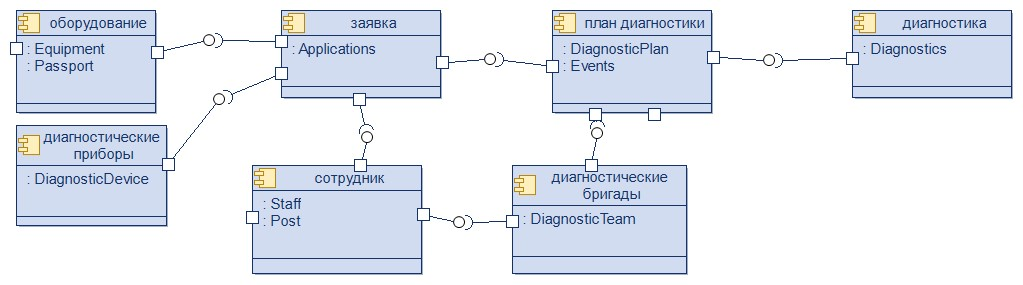 оборудование
: Equipment
: Passport
заявка
: Applications
план диагностики
: DiagnosticPlan
: Events
диагностика
: Diagnostics
диагностические
приборы
: DiagnosticDevice
сотрудник
: Staff
: Post
диагностические
бригады
: DiagnosticTeam